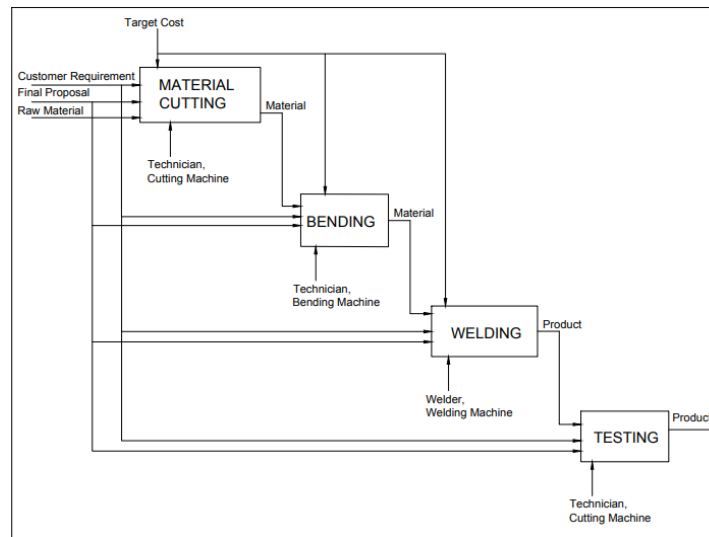 Target Cost
Customer Requirement
Final Proposal
Raw Material
MATERIAL
CUTTING
Material
Technician,
Cutting Machine
BENDING
Material
Technician,
Bending Machine
WELDING
Product
Welder,
Welding Machine
TESTING
Product
Technician,
Cutting Machine